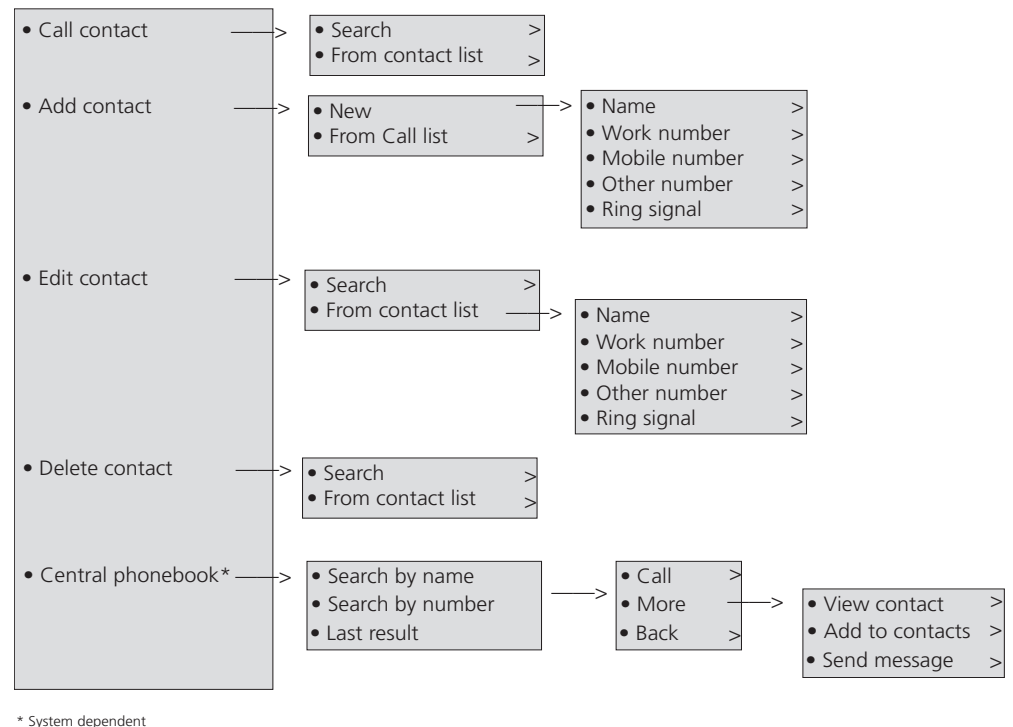 • Call contact ——>
• Search >
• From contact list >
• Add contact ——>
• New ——>
• From Call list >
• Name >
• Work number >
• Mobile number >
• Other number >
• Ring signal >
• Edit contact ——>
• Search >
• From contact list ——>
• Name >
• Work number >
• Mobile number >
• Other number >
• Ring signal >
• Delete contact ——>
• Search >
• From contact list >
• Central phonebook* ——>
• Search by name
• Search by number
• Last result
——>
• Call >
• More ——>
• Back >
• View contact >
• Add to contacts >
• Send message >
* System dependent